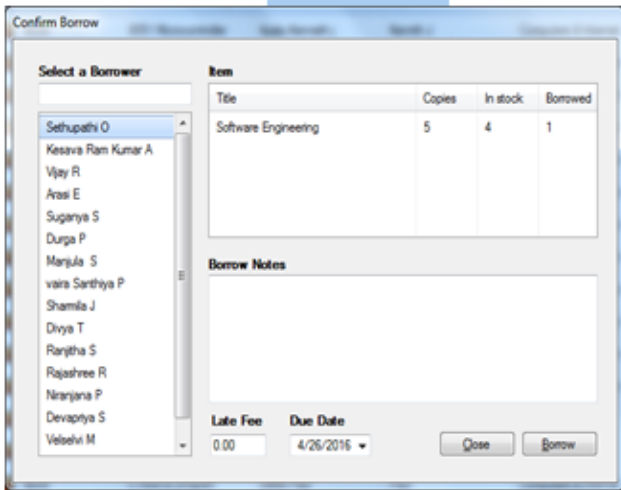 Confirm Borrow
Select a Borrower
Sethupathi O
Kesava Ram Kumar A
Vijay R
Arasi E
Suganya S
Durga P
Manjula S
vaira Santhiya P
Sharmila J
Divya T
Ranjitha S
Rajashree R
Niranjana P
Devapriya S
Velselvi M
Item
Title Copies In stock Borrowed
Software Engineering 5 4 1
Borrow Notes
Late Fee Due Date
0.00 4/26/2016 Close Borrow